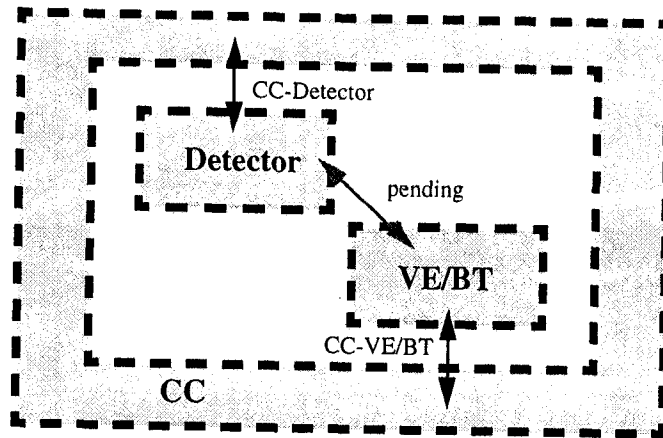 CC-Detector
Detector
pending
VE/BT
CC-VE/BT
CC